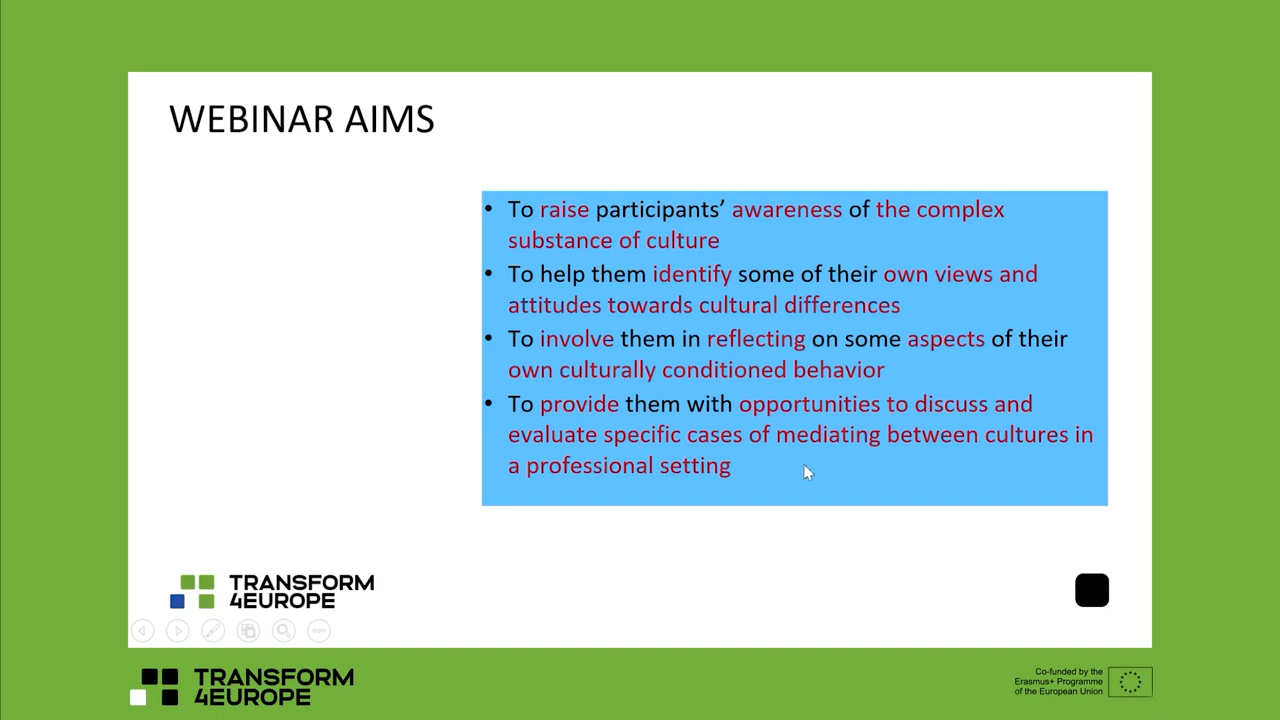 WEBINAR AIMS
• To raise participants’ awareness of the complex
substance of culture
• To help them identify some of their own views and
attitudes towards cultural differences
• To involve them in reflecting on some aspects of their
own culturally conditioned behavior
• To provide them with opportunities to discuss and
evaluate specific cases of mediating between cultures in
a professional setting
TRANSFORM
4EUROPE
TRANSFORM
4EUROPE
Co-funded by the
Erasmus+ Programme
of the European Union